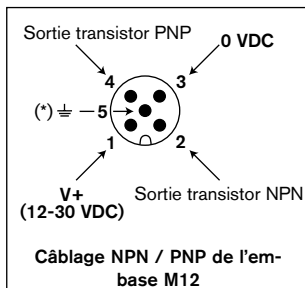 Sortie transistor PNP
0 VDC
4
3
(*)
5
1
2
V+
(12-30 VDC)
Sortie transistor NPN
Câblage NPN / PNP de l'em-
base M12